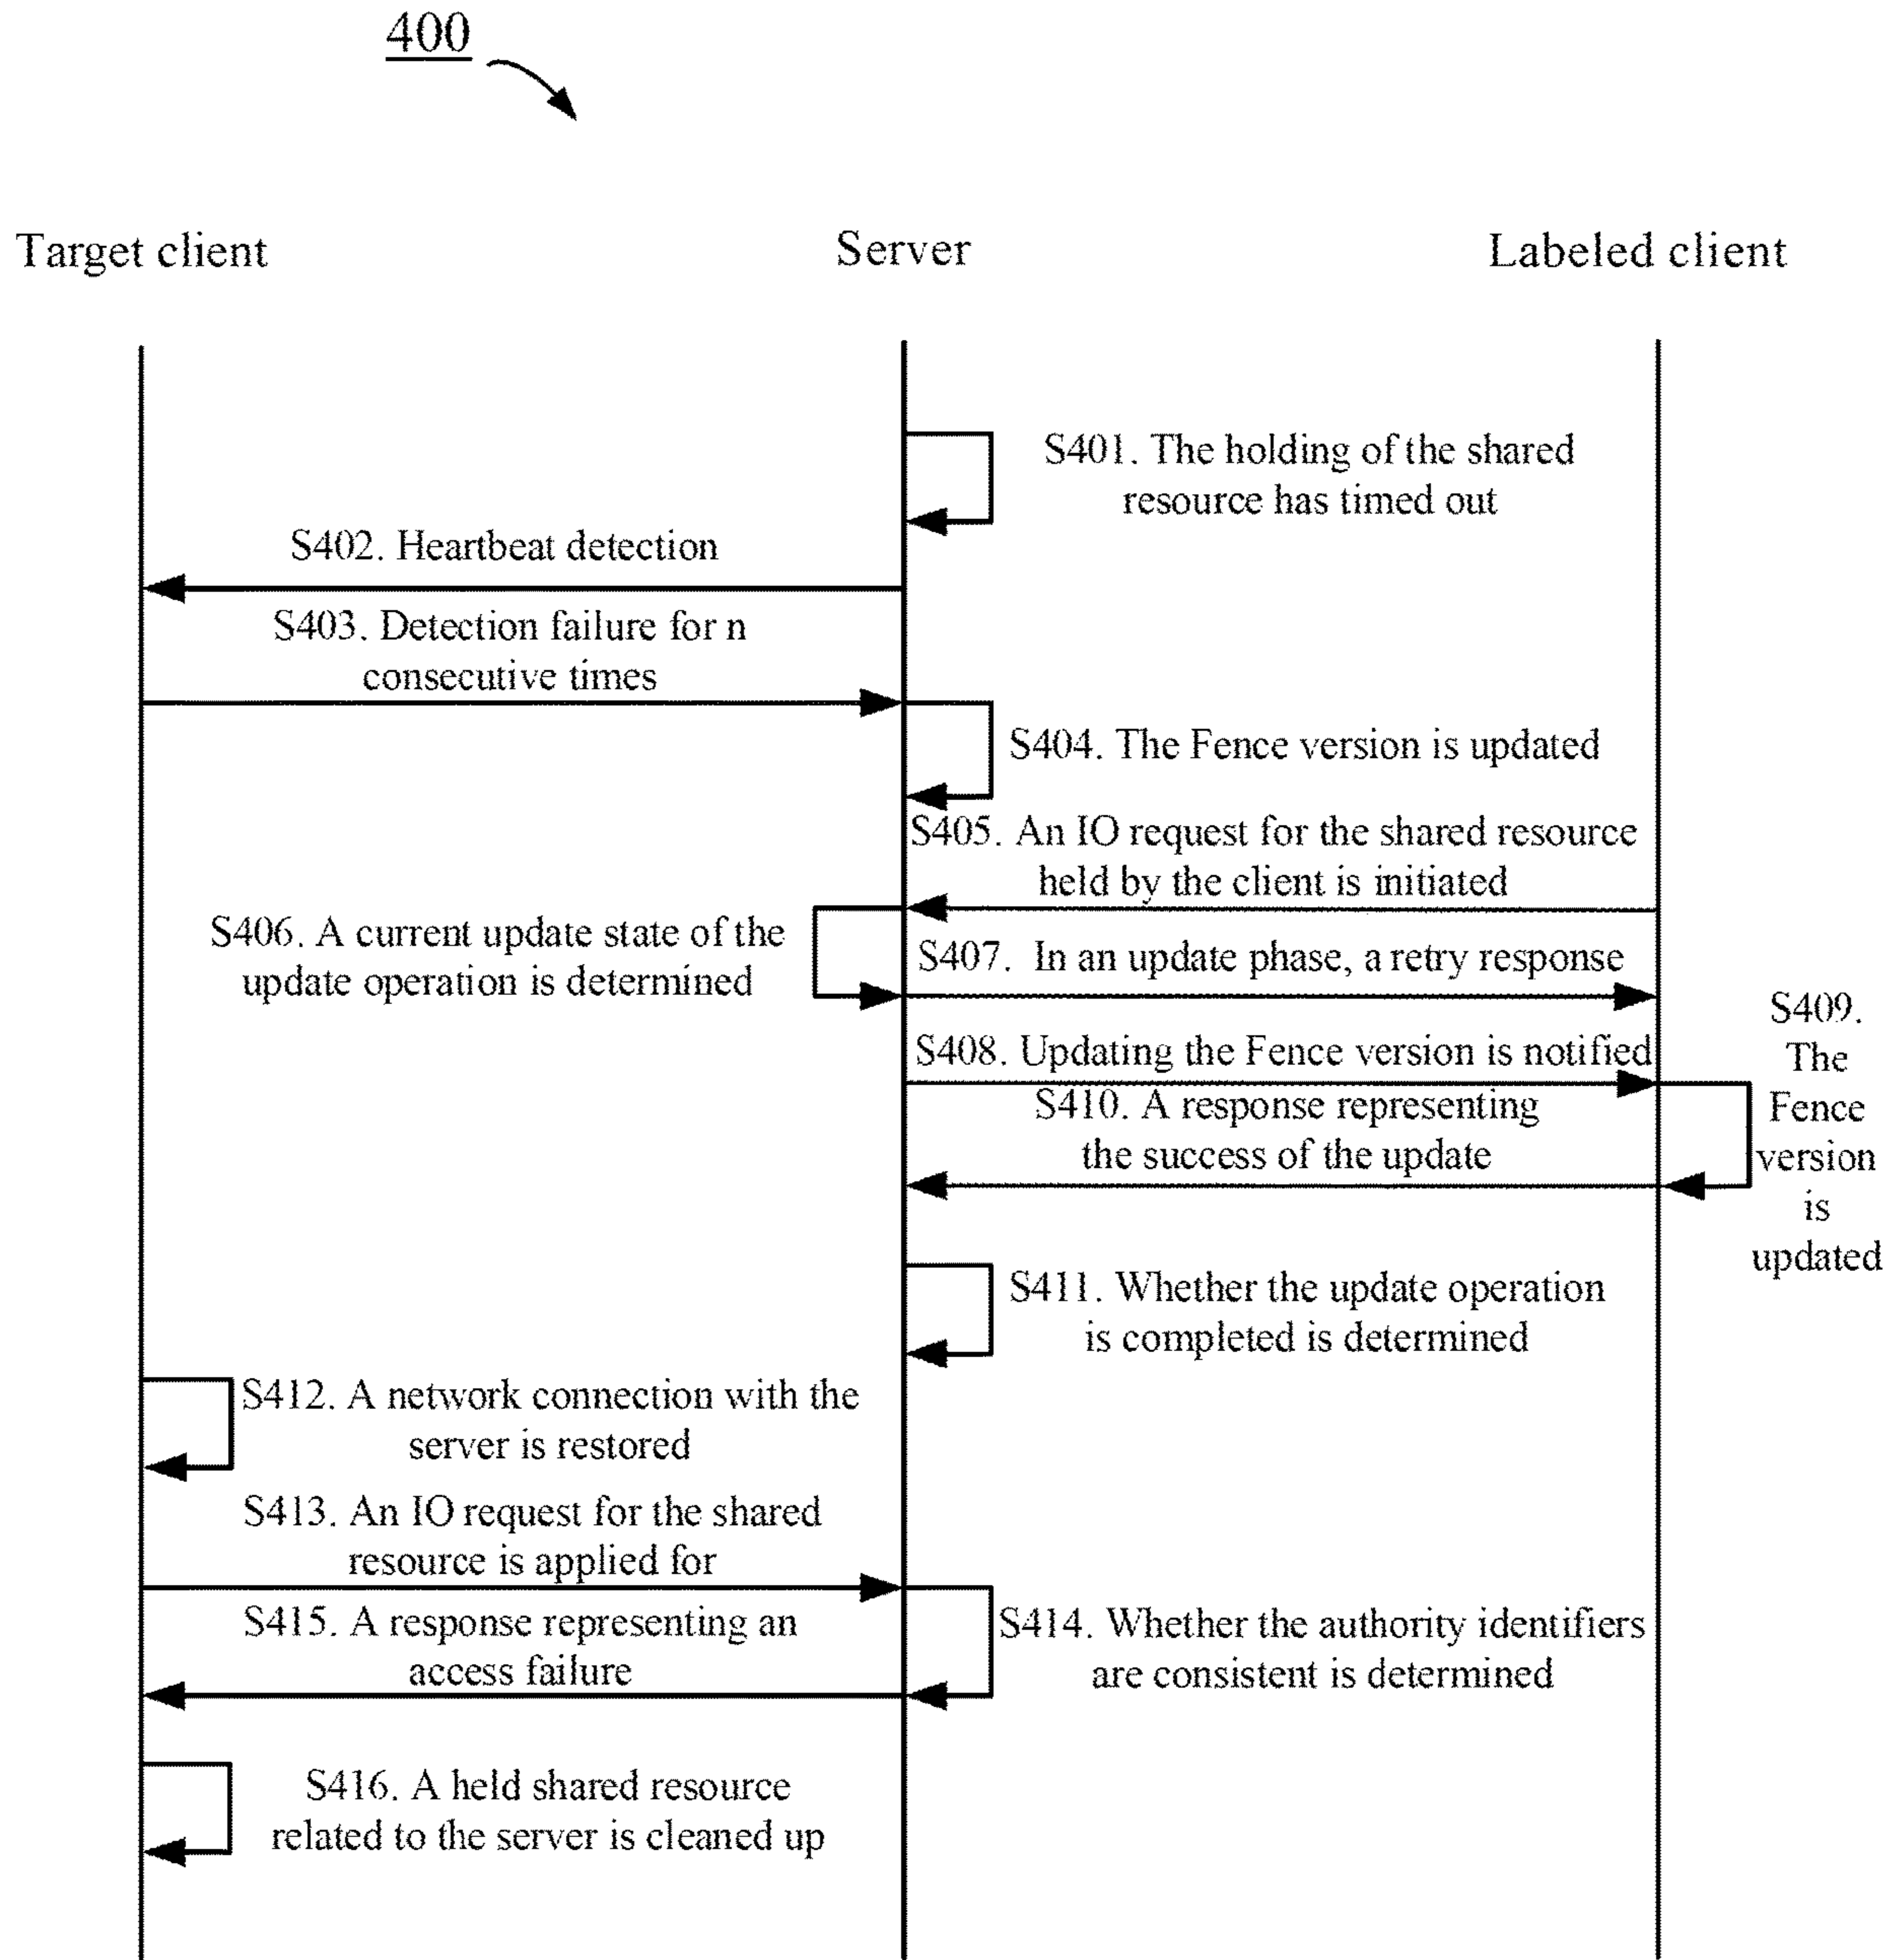 400
Target client
Server
Labeled client
S401. The holding of the shared
resource has timed out
S402. Heartbeat detection
S403. Detection failure for n
consecutive times
S404. The Fence version is updated
S405. An IO request for the shared resource
held by the client is initiated
S406. A current update state of the
update operation is determined
S407. In an update phase, a retry response
S408. Updating the Fence version is notified
S409.
The
Fence
version
is
updated
S410. A response representing
the success of the update
S411. Whether the update operation
is completed is determined
S412. A network connection with the
server is restored
S413. An IO request for the shared
resource is applied for
S414. Whether the authority identifiers
are consistent is determined
S415. A response representing an
access failure
S416. A held shared resource
related to the server is cleaned up